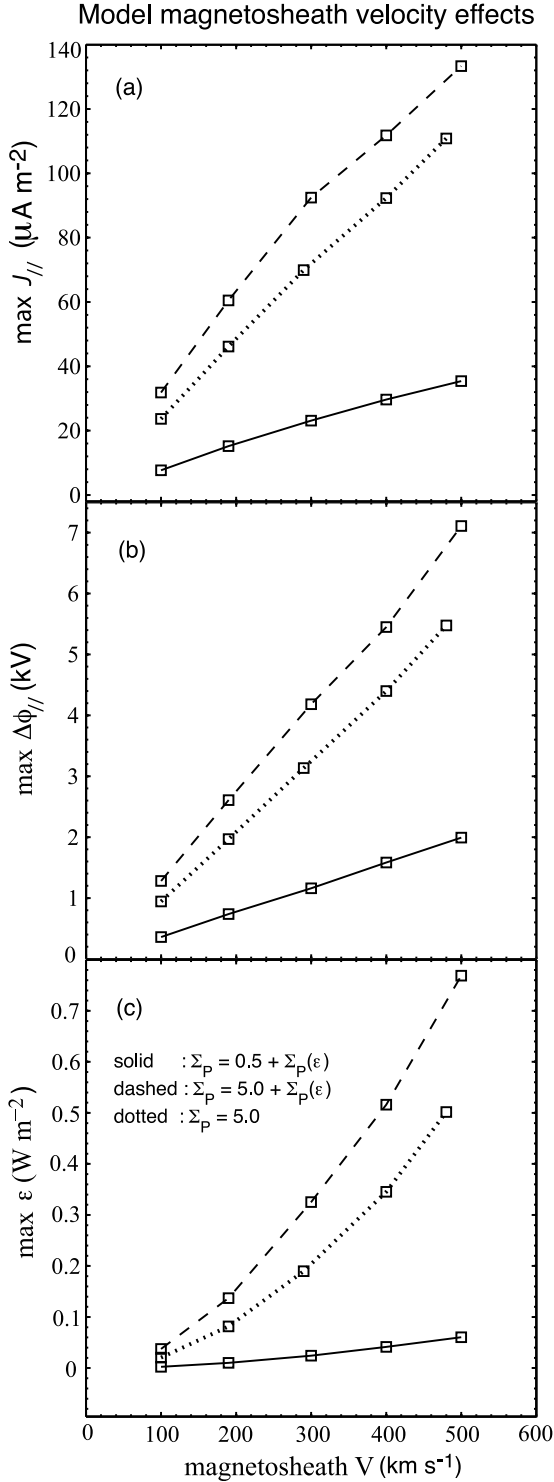 Model magnetosheath velocity effects
(a)
max J// (μA m-2)
140
120
100
80
60
40
20
0
(b)
max Δϕ// (kV)
7
6
5
4
3
2
1
0
(c)
solid : ΣP = 0.5 + ΣP(ε)
dashed : ΣP = 5.0 + ΣP(ε)
dotted : ΣP = 5.0
max ε (W m−2)
0.7
0.6
0.5
0.4
0.3
0.2
0.1
0
0 100 200 300 400 500 600
magnetosheath V (km s-1)